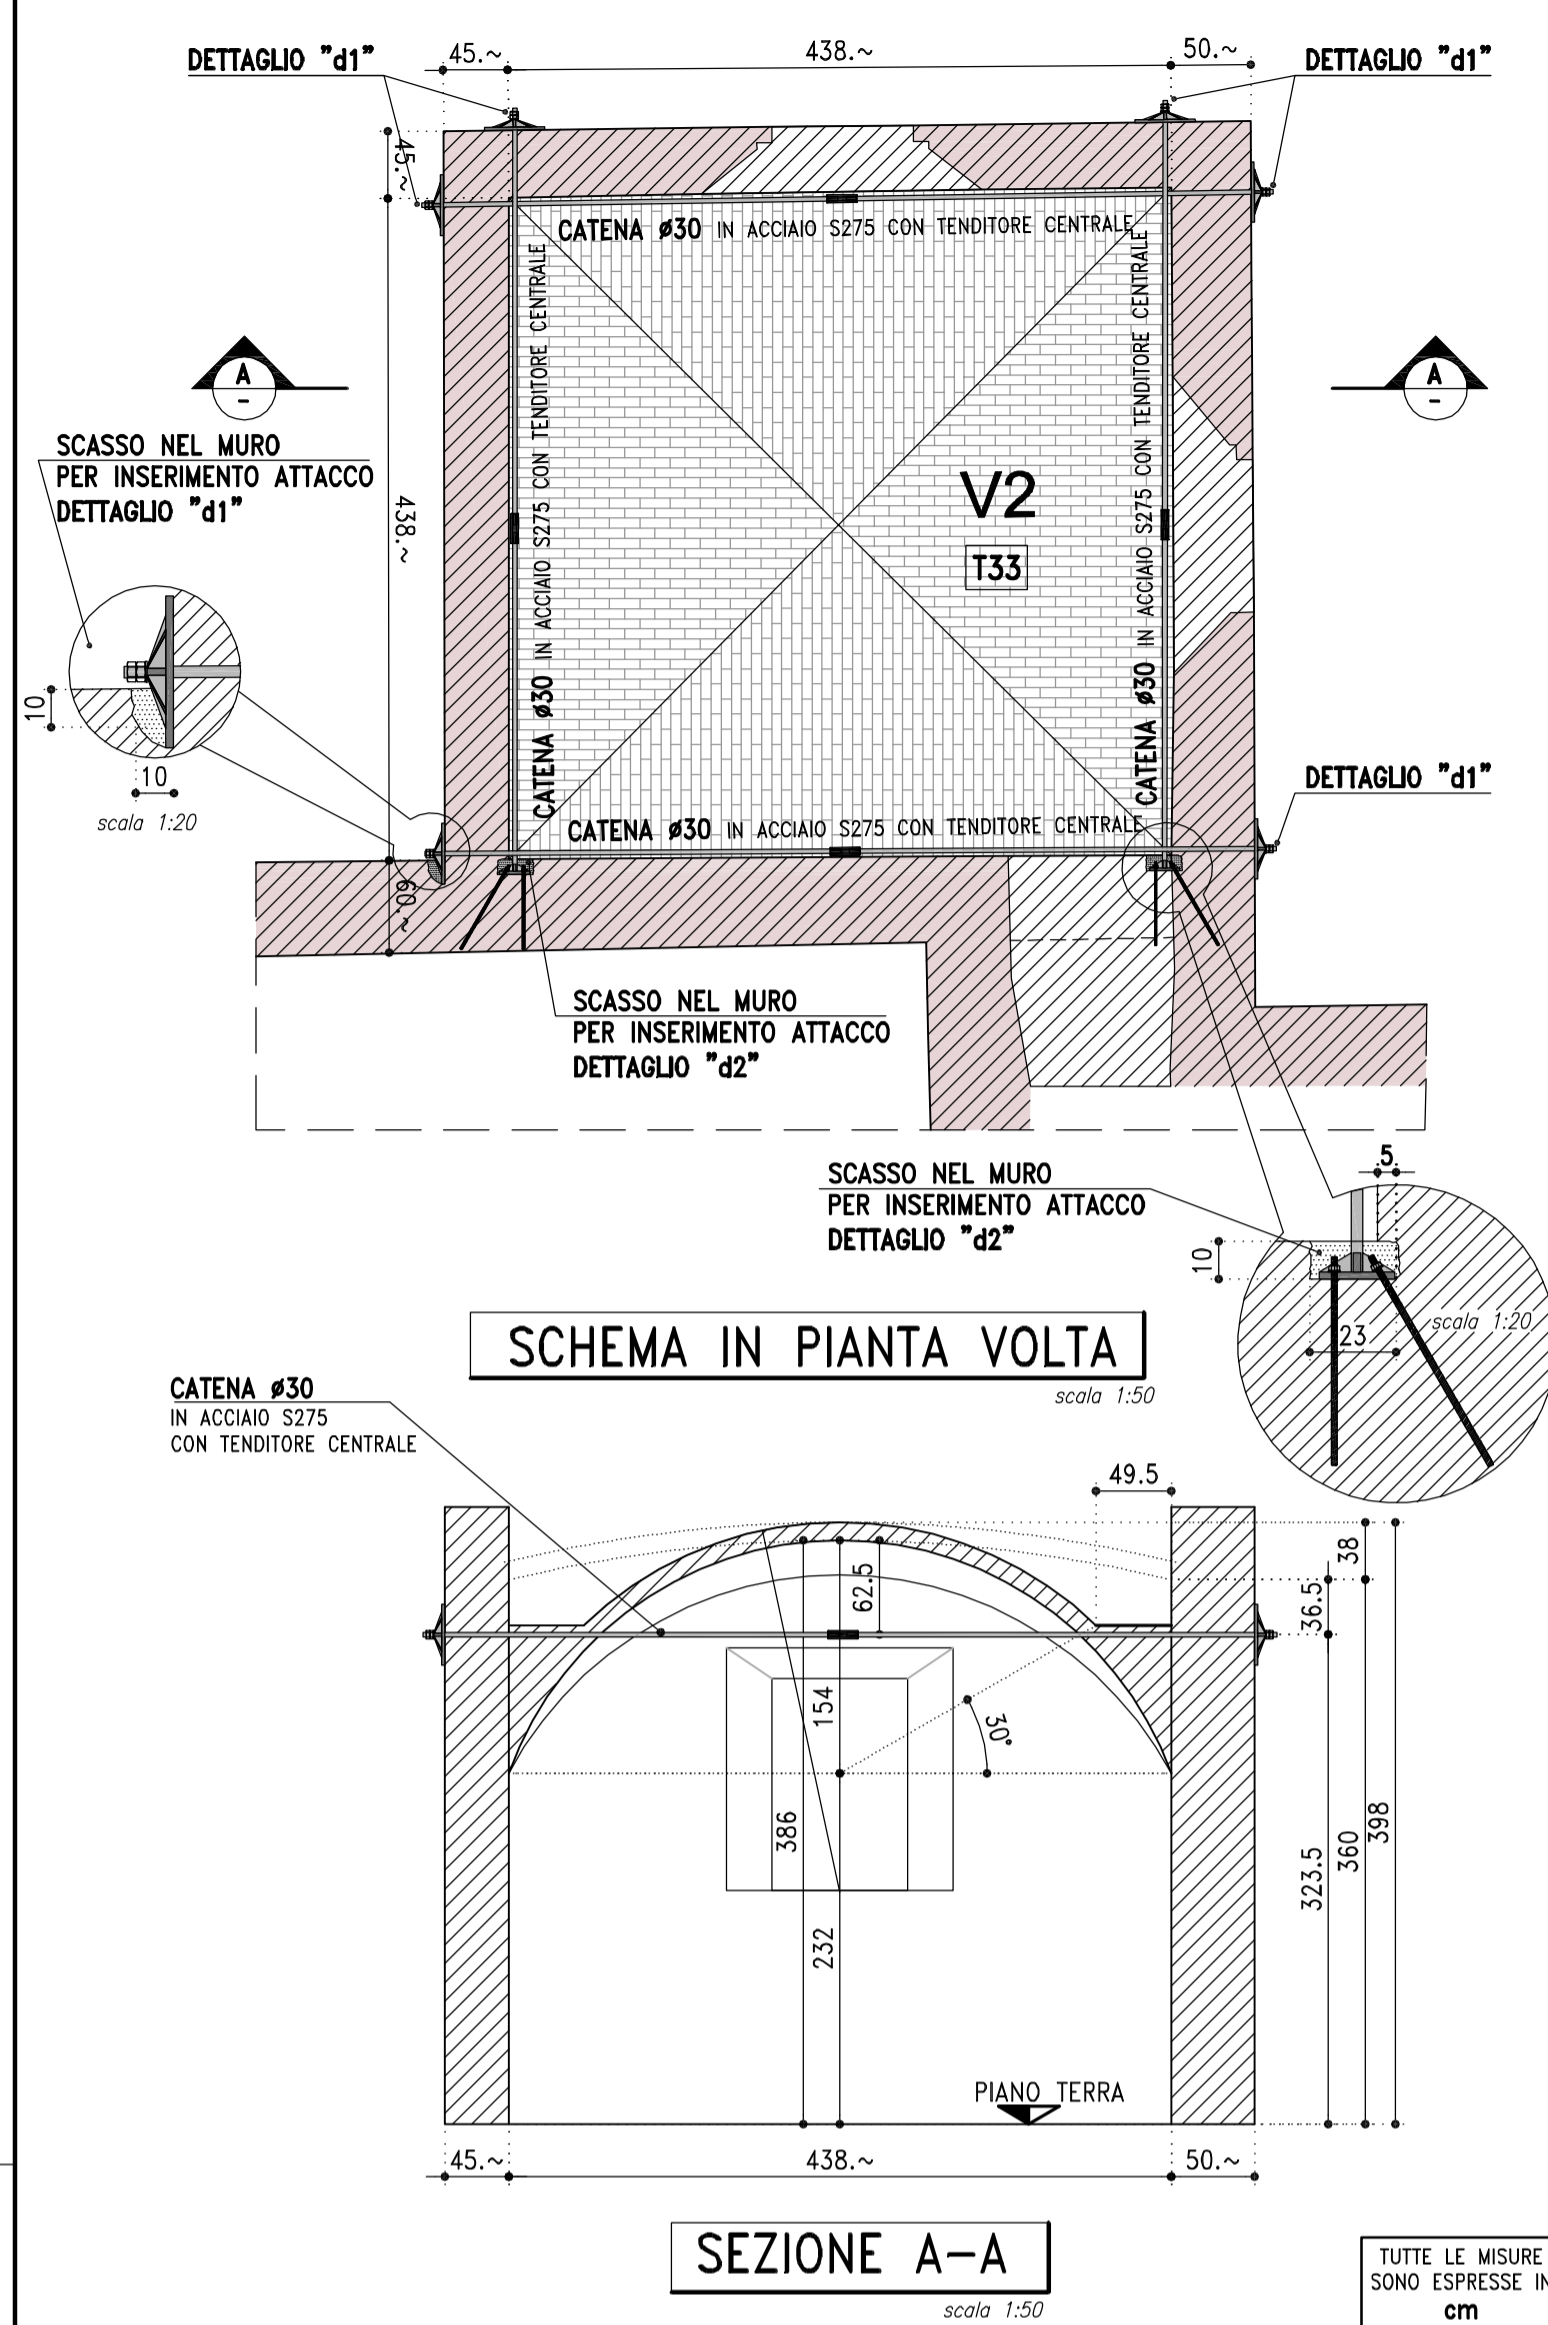 DETTAGLIO "d1"
45.~
438.~
50.~
DETTAGLIO "d1"
45.~
CATENA ø30 IN ACCIAIO S275 CON TENDITORE CENTRALE
CATENA ø30 IN ACCIAIO S275 CON TENDITORE CENTRALE
CATENA ø30 IN ACCIAIO S275 CON TENDITORE CENTRALE
A
-
A
-
SCASSO NEL MURO
PER INSERIMENTO ATTACCO
DETTAGLIO "d1"
438.~
V2
T33
10
10
scala 1:20
DETTAGLIO "d1"
CATENA ø30 IN ACCIAIO S275 CON TENDITORE CENTRALE
60.~
SCASSO NEL MURO
PER INSERIMENTO ATTACCO
DETTAGLIO "d2"
SCASSO NEL MURO
PER INSERIMENTO ATTACCO
DETTAGLIO "d2"
5
10
23
scala 1:20
SCHEMA IN PIANTA VOLTA
scala 1:50
CATENA ø30
IN ACCIAIO S275
CON TENDITORE CENTRALE
49.5
62.5
38
36.5
154
30°
386
232
323.5
360
398
PIANO TERRA
45.~
438.~
50.~
SEZIONE A-A
scala 1:50
TUTTE LE MISURE
SONO ESPRESSE IN
cm